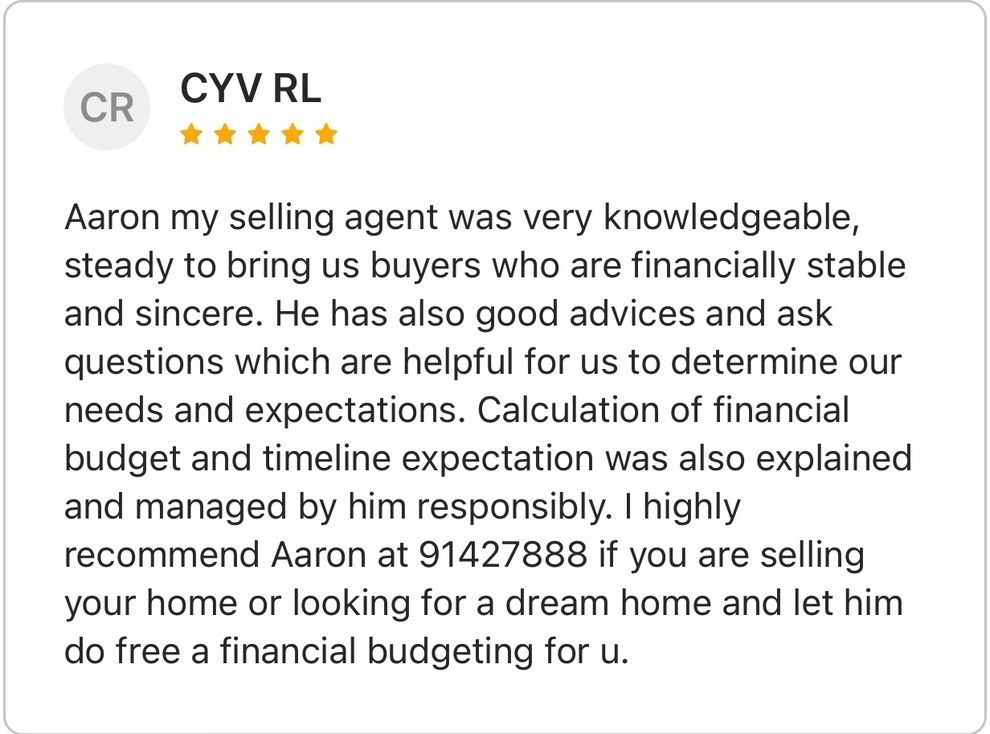 CR
CYV RL
Aaron my selling agent was very knowledgeable,
steady to bring us buyers who are financially stable
and sincere. He has also good advices and ask
questions which are helpful for us to determine our
needs and expectations. Calculation of financial
budget and timeline expectation was also explained
and managed by him responsibly. I highly
recommend Aaron at 91427888 if you are selling
your home or looking for a dream home and let him
do free a financial budgeting for u.